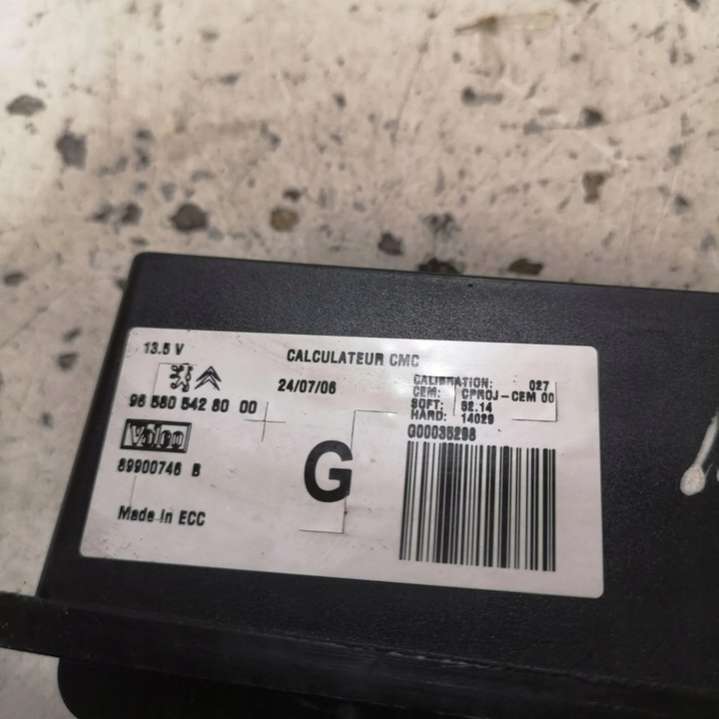 13.5 V
CALCULATEUR CMC
24/07/06
96 580 542 80 00
Valeo
89900746 B
Made in ECC
G
CALIBRATION: 027
CEM: CPROJ-CEM 00
SOFT: 52.14
HARD: 14029
G00035298